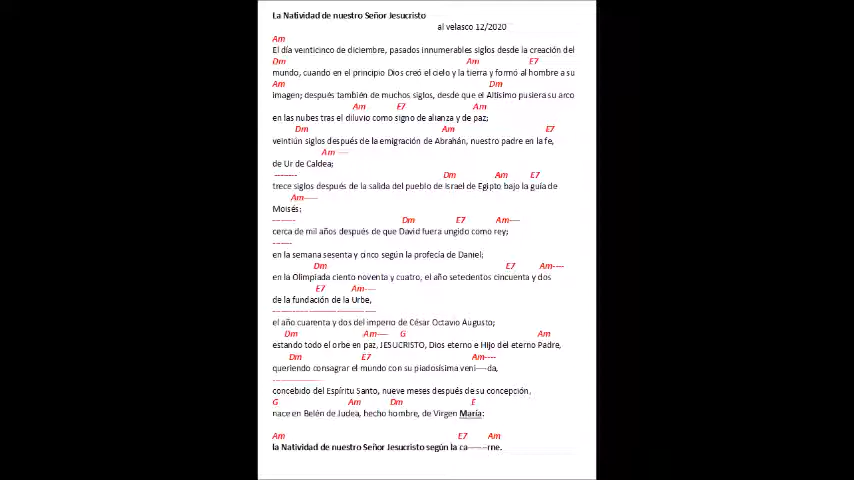 La Natividad de nuestro Señor Jesucristo
al velasco 12/2020
Am
El día veinticinco de diciembre, pasados innumerables siglos desde la creación del
Dm Am E7
mundo, cuando en el principio Dios creó el cielo y la tierra y formó al hombre a su
Am Dm
imagen; después también de muchos siglos, desde que el Altísimo pusiera su arco
Am E7 Am
en las nubes tras el diluvio como signo de alianza y de paz;
Dm Am E7
veintiún siglos después de la emigración de Abrahán, nuestro padre en la fe,
Am ----
de Ur de Caldea;
-------- Dm Am E7
trece siglos después de la salida del pueblo de Israel de Egipto bajo la guía de
Am-----
Moisés;
-------- Dm E7 Am----
cerca de mil años después de que David fuera ungido como rey;
-------
en la semana sesenta y cinco según la profecía de Daniel;
Dm E7 Am----
en la Olimpiada ciento noventa y cuatro, el año setecientos cincuenta y dos
E7 Am----
de la fundación de la Urbe,
-----------------------------------
el año cuarenta y dos del imperio de César Octavio Augusto;
Dm Am---- G Am
estando todo el orbe en paz, JESUCRISTO, Dios eterno e Hijo del eterno Padre,
Dm E7 Am----
queriendo consagrar el mundo con su piadosísima veni----da,
-----------------
concebido del Espíritu Santo, nueve meses después de su concepción,
G Am Dm E
nace en Belén de Judea, hecho hombre, de Virgen María:
Am E7 Am
la Natividad de nuestro Señor Jesucristo según la ca-------rne.